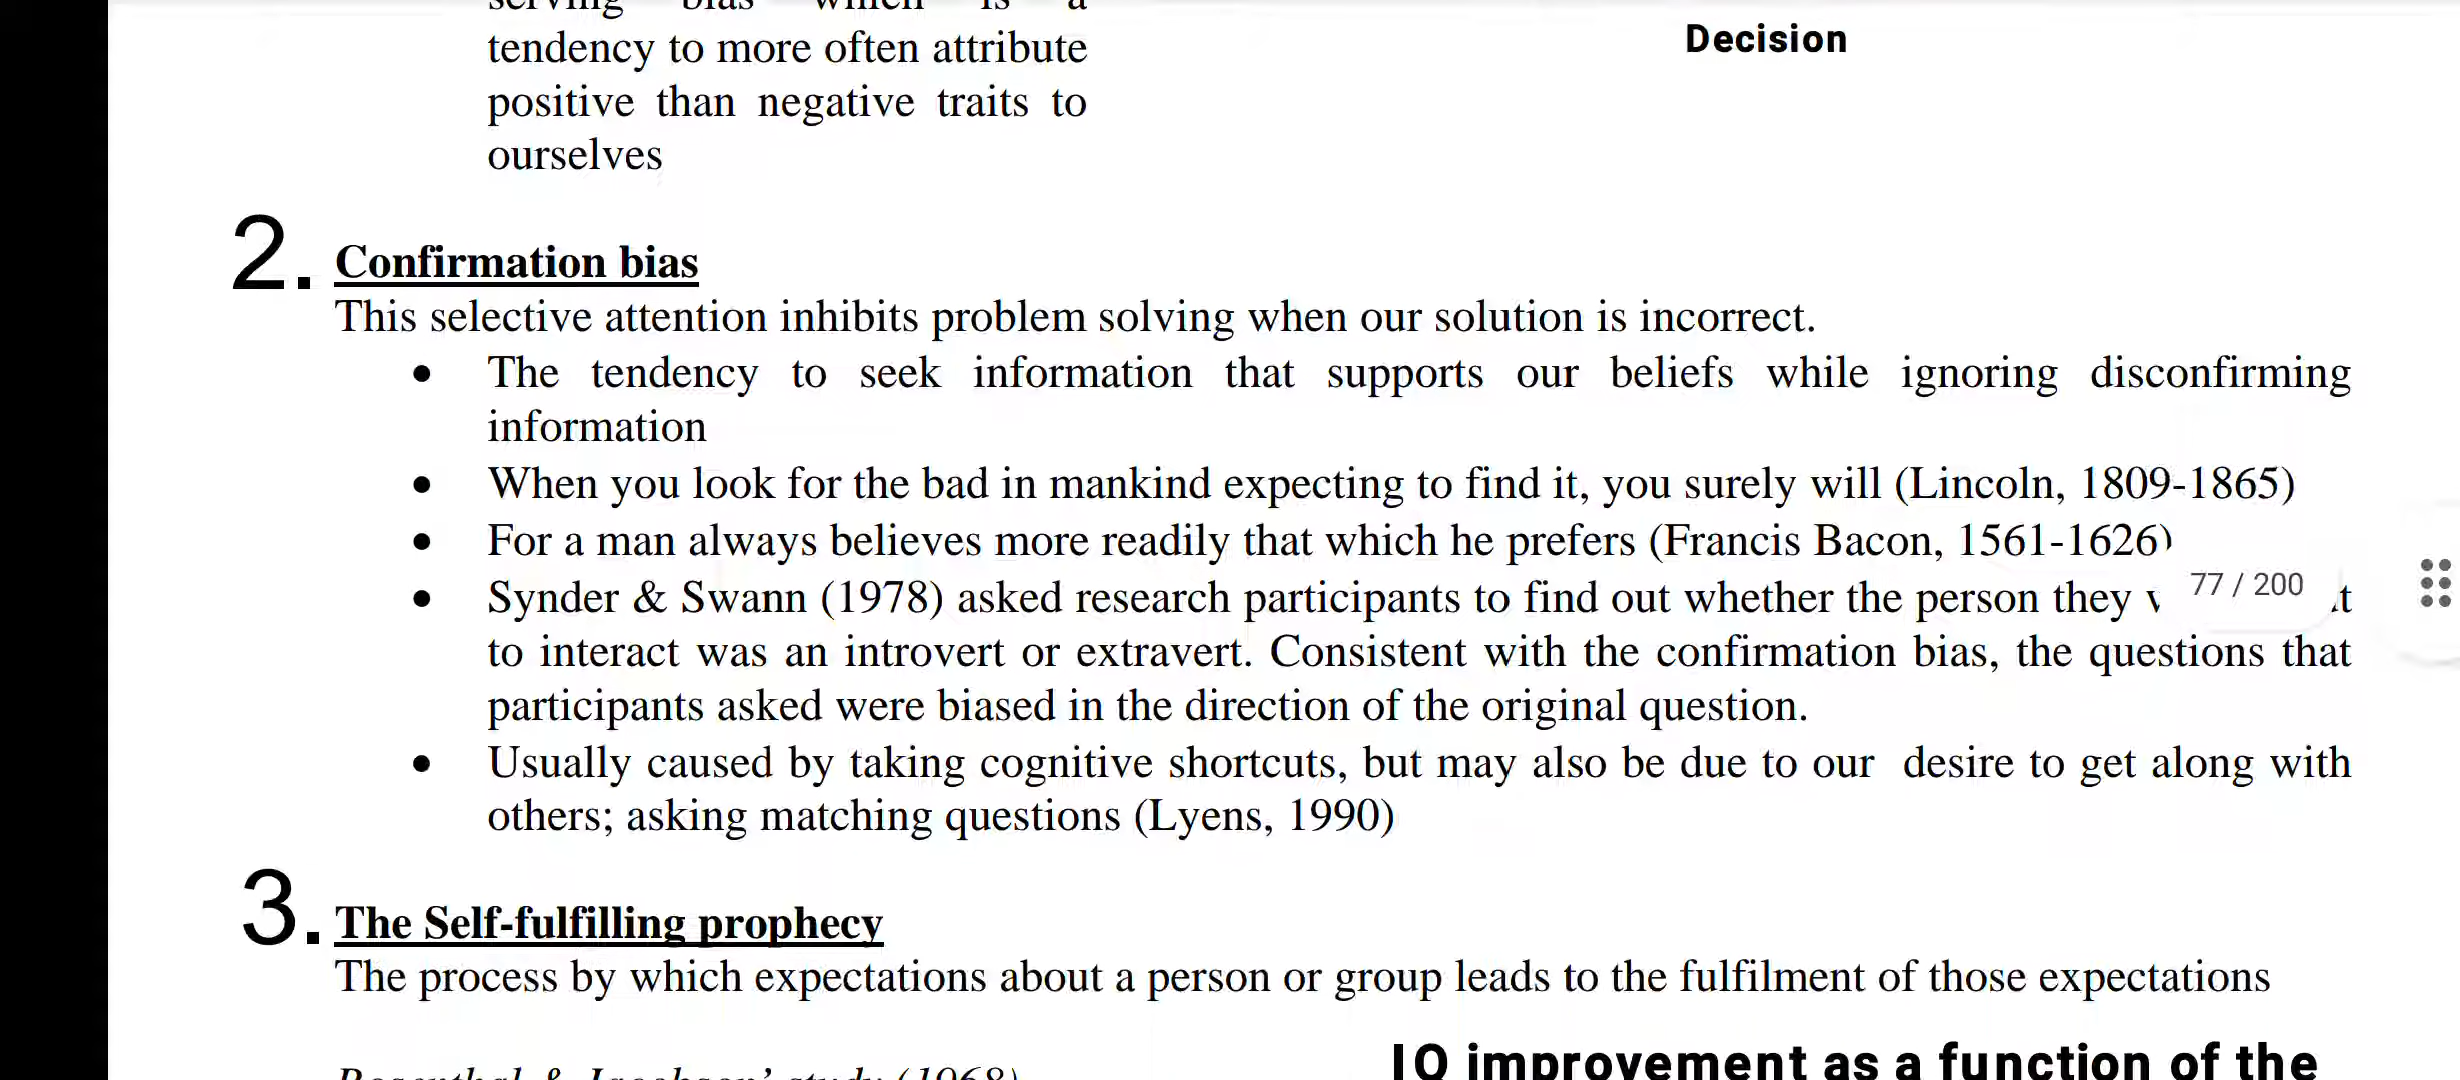 serving bias which is a
tendency to more often attribute
positive than negative traits to
ourselves
Decision
2. Confirmation bias
This selective attention inhibits problem solving when our solution is incorrect.
• The tendency to seek information that supports our beliefs while ignoring disconfirming
information
• When you look for the bad in mankind expecting to find it, you surely will (Lincoln, 1809-1865)
• For a man always believes more readily that which he prefers (Francis Bacon, 1561-1626)
• Synder & Swann (1978) asked research participants to find out whether the person they
77 / 200
to interact was an introvert or extravert. Consistent with the confirmation bias, the questions that
participants asked were biased in the direction of the original question.
• Usually caused by taking cognitive shortcuts, but may also be due to our desire to get along with
others; asking matching questions (Lyens, 1990)
3. The Self-fulfilling prophecy
The process by which expectations about a person or group leads to the fulfilment of those expectations
Rosenthal & Jacobson' study (1968)
IQ improvement as a function of the